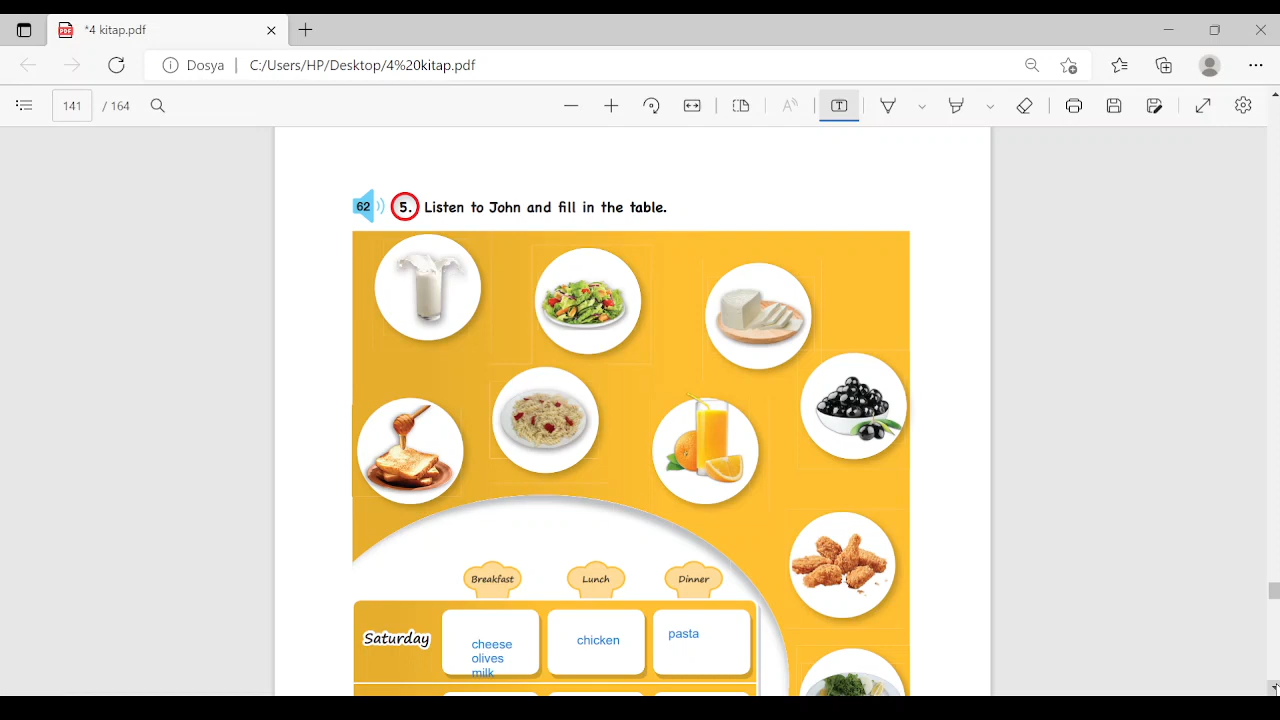 *4 kitap.pdf
Dosya | C:/Users/HP/Desktop/4%20kitap.pdf
141 / 164
62 5. Listen to John and fill in the table.
Breakfast Lunch Dinner
Saturday
cheese
olives
milk
chicken
pasta